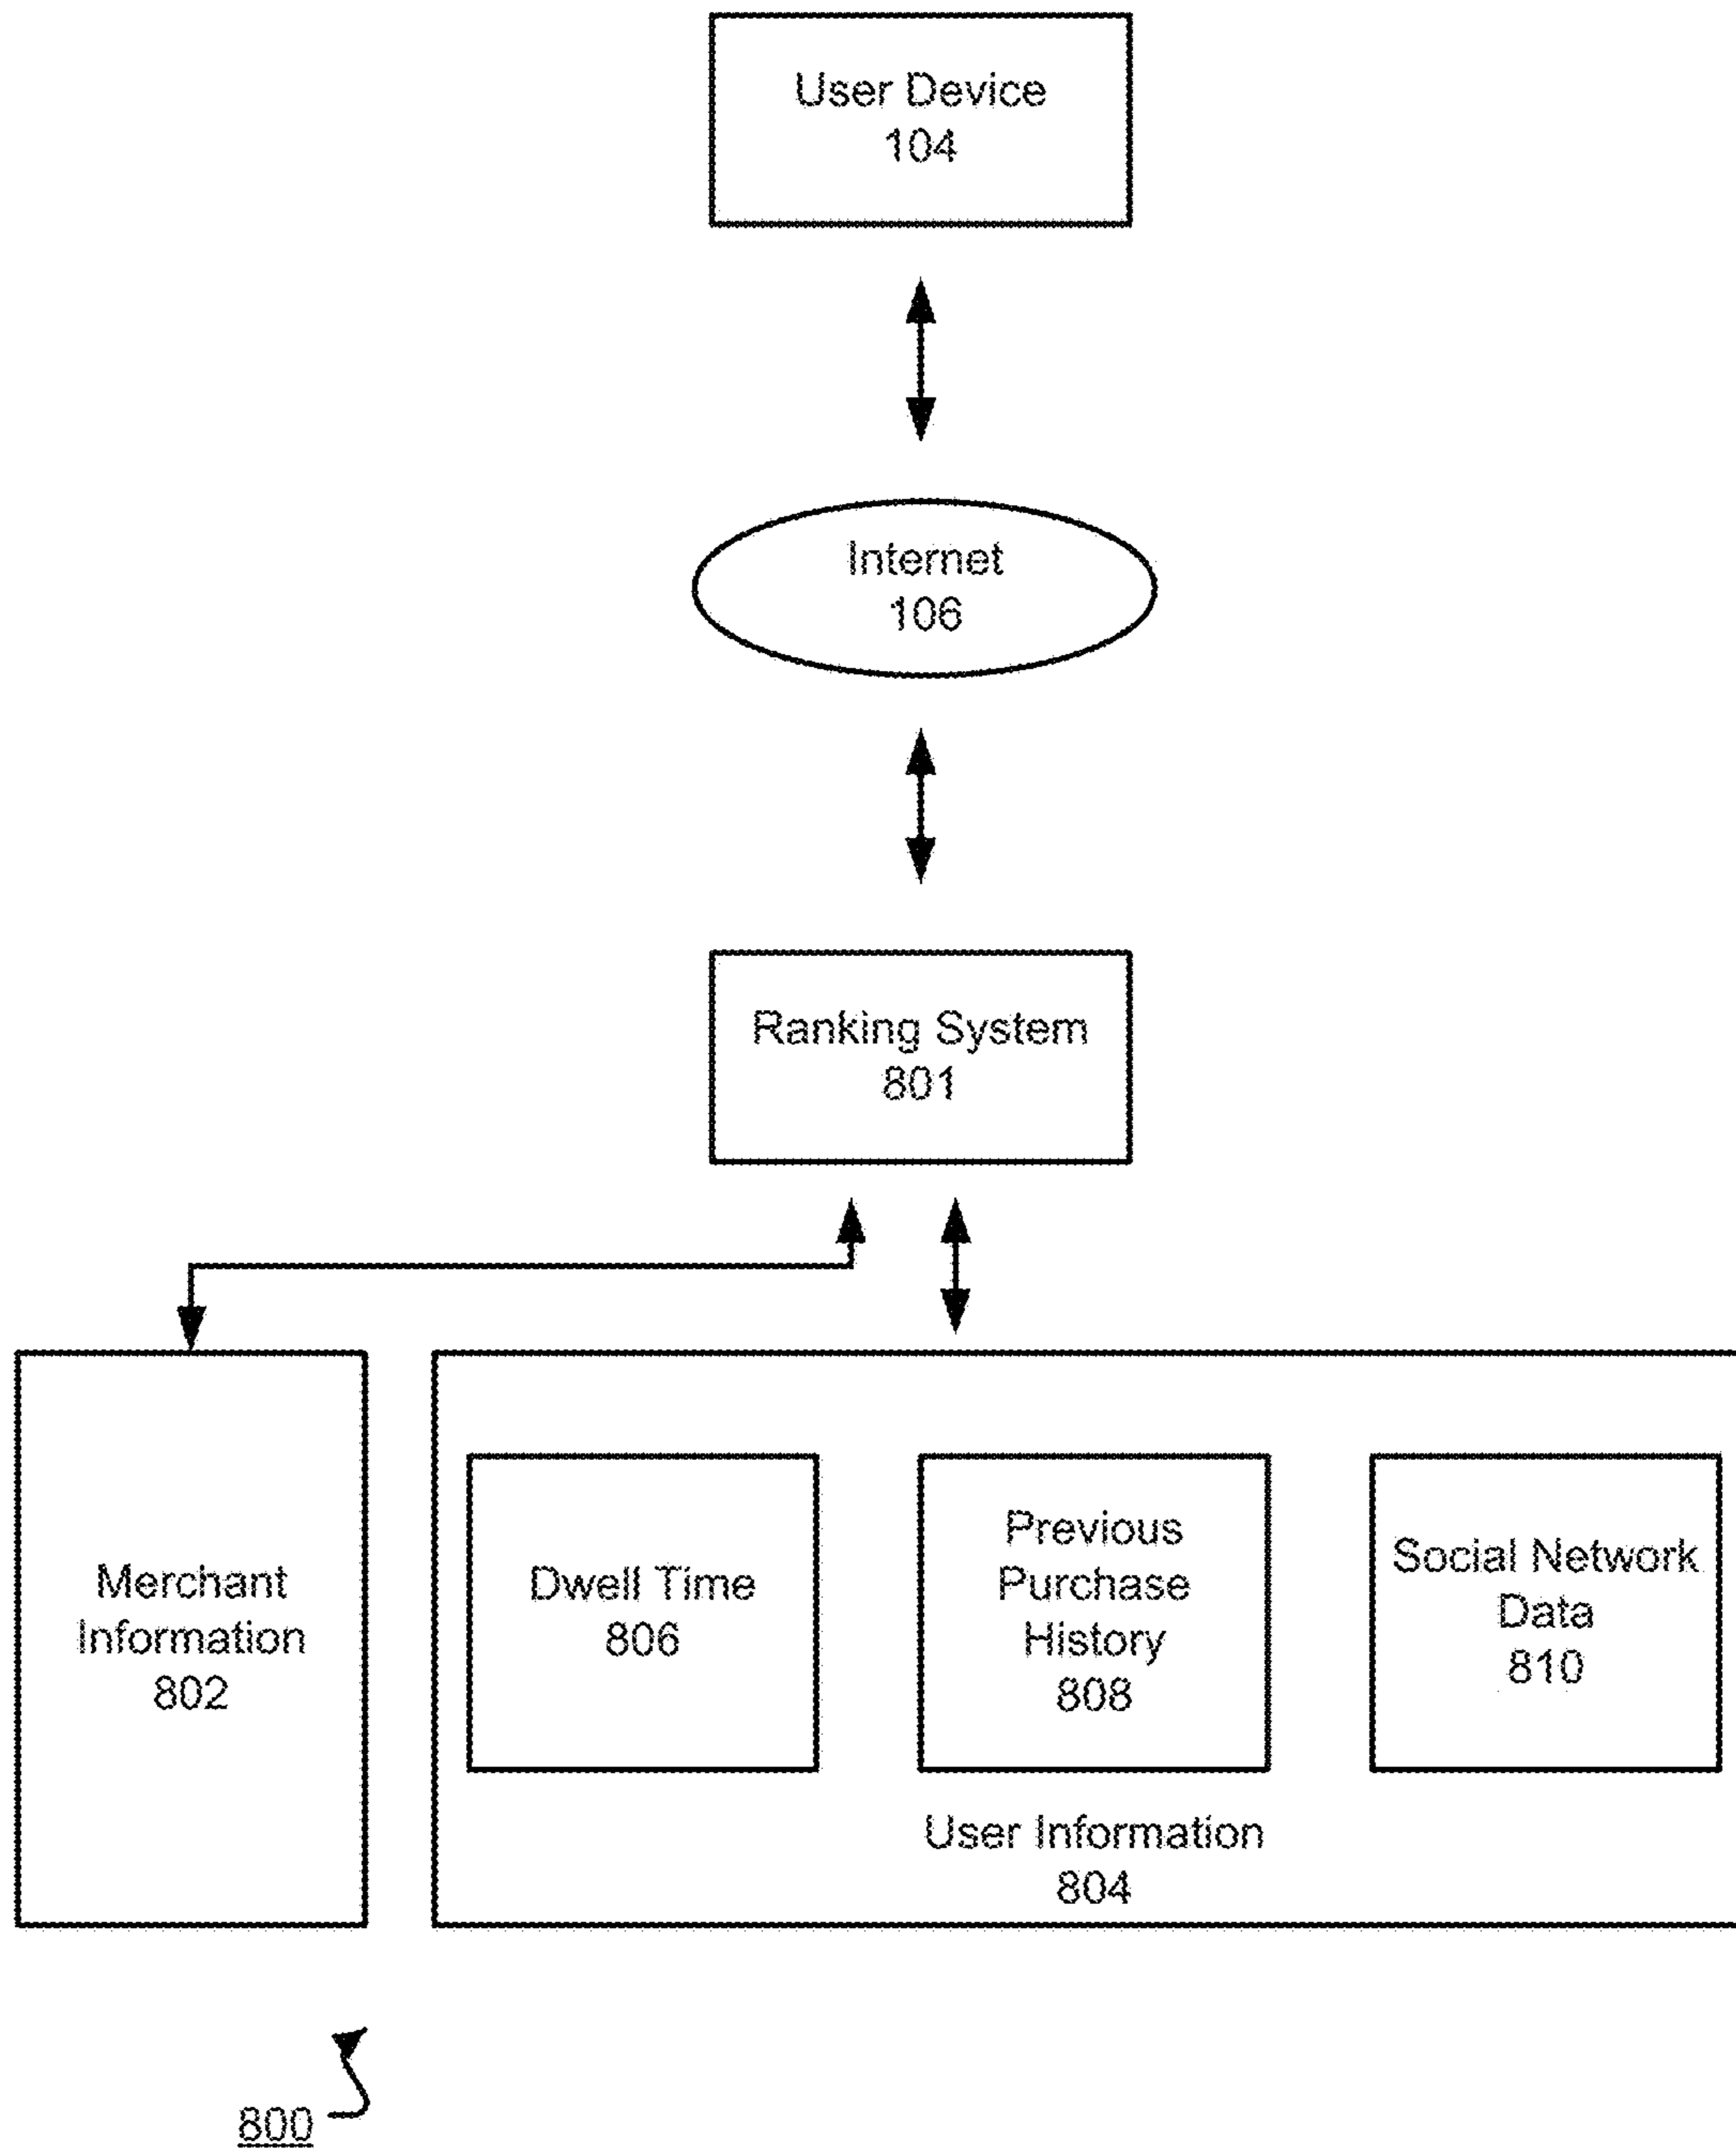 User Device
104
Internet
106
Ranking System
801
Merchant
Information
802
Dwell Time
806
Previous
Purchase
History
808
Social Network
Data
810
User Information
804
800